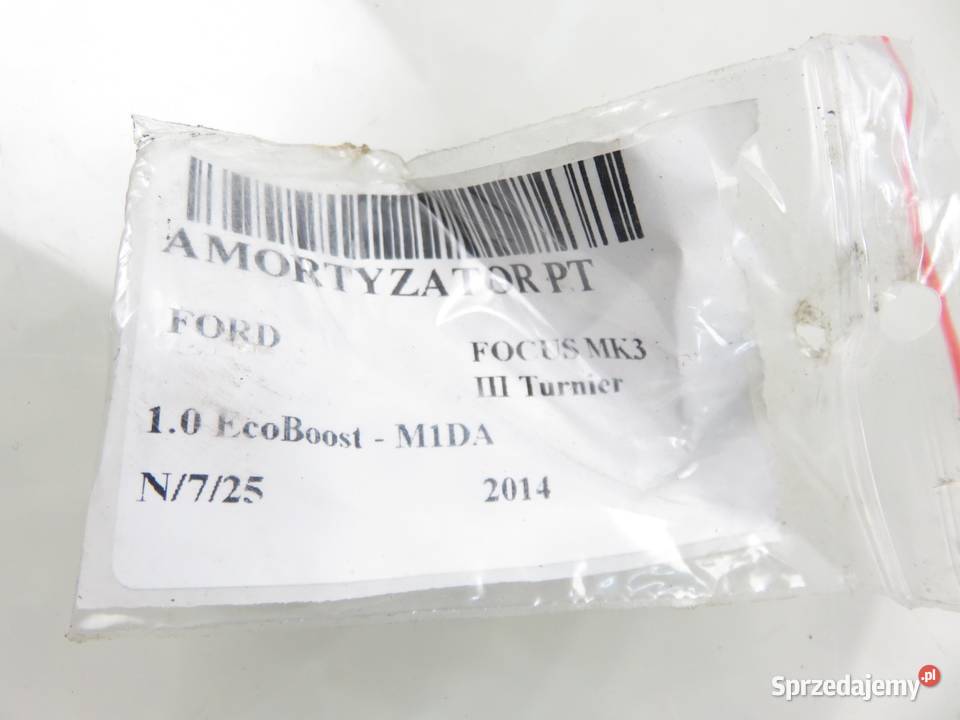 AMORTYZATOR PT
FORD
FOCUS MK3
III Turnier
1.0 EcoBoost - M1DA
N/7/25
2014
Sprzedajemy.pl